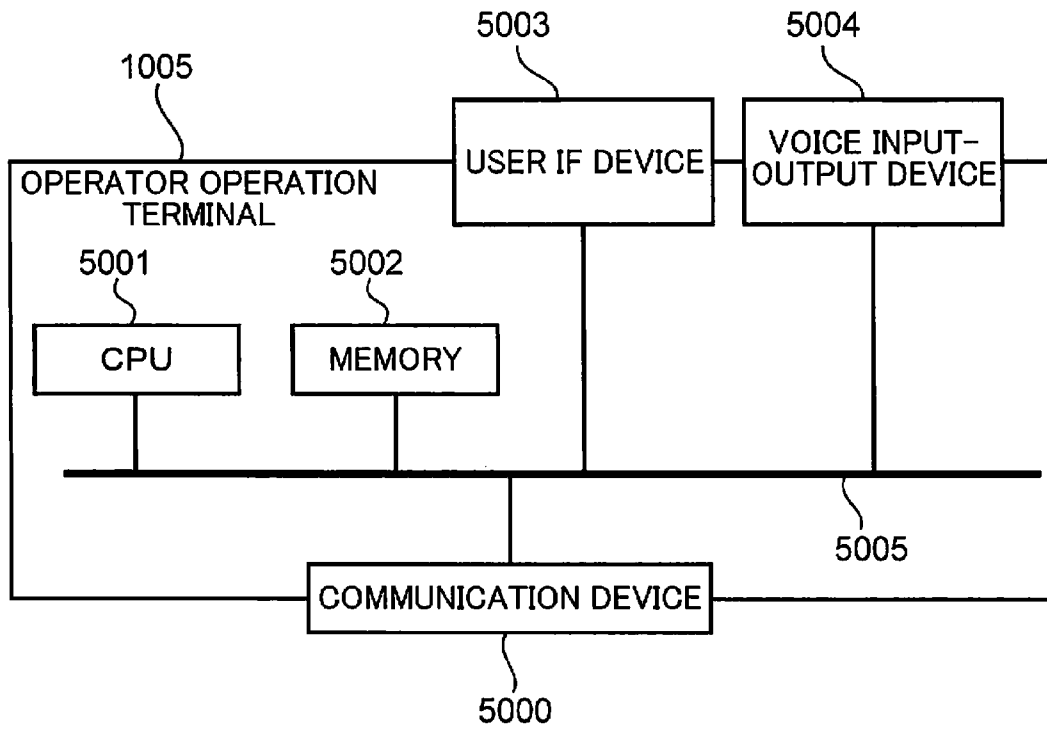 5003
5004
1005
USER IF DEVICE
VOICE INPUT-
OUTPUT DEVICE
OPERATOR OPERATION
TERMINAL
5001
5002
CPU
MEMORY
5005
COMMUNICATION DEVICE
5000